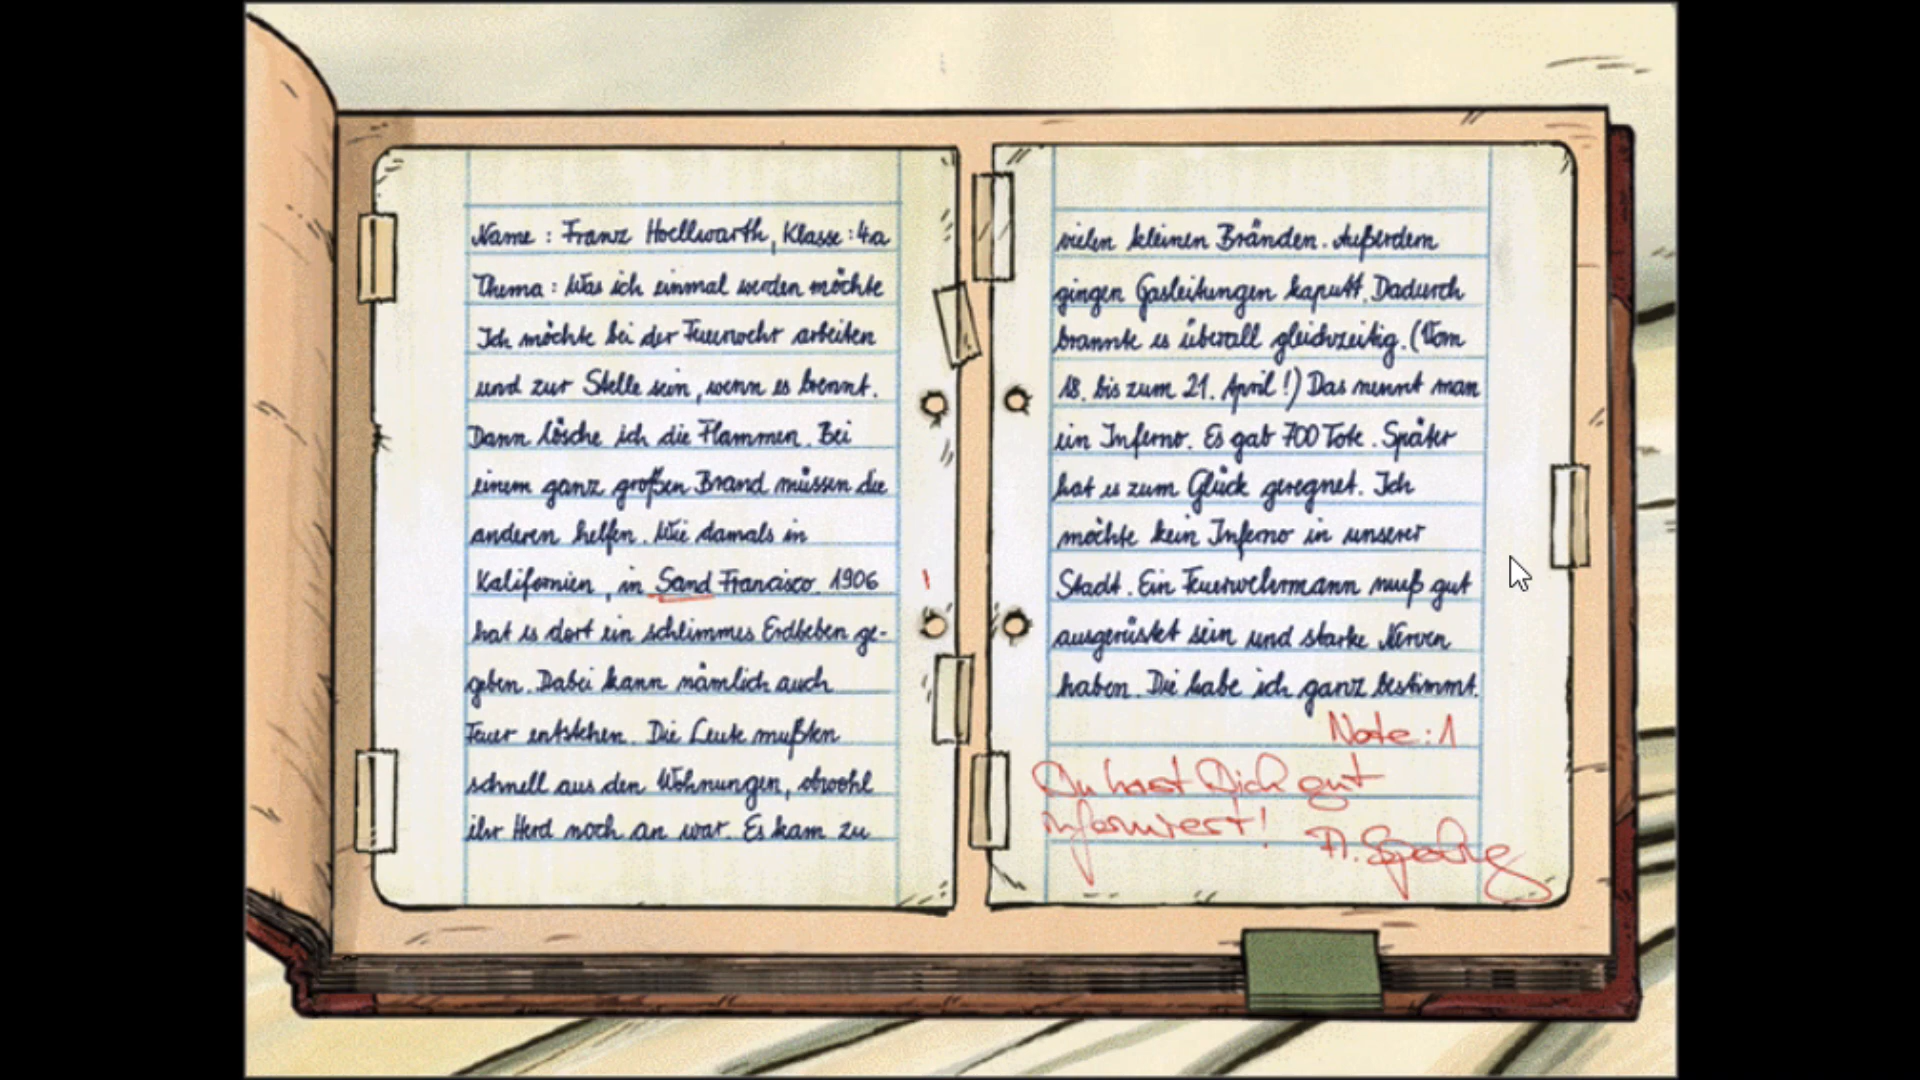 Name : Franz Hoellwarth, Klasse : 4a
Thema : Was ich einmal werden möchte
Ich möchte bei der Feuerwehr arbeiten
und zur Stelle sein, wenn es brennt.
Dann lösche ich die Flammen. Bei
einem ganz großen Brand müssen die
anderen helfen. Wie damals in
Kalifornien, in Sand Francisco. 1906
hat es dort ein schlimmes Erdbeben ge-
geben. Dabei kann nämlich auch
Feuer entstehen. Die Leute mußten
schnell aus den Wohnungen, obwohl
ihr Herd noch an war. Es kam zu
vielen kleinen Bränden. Außerdem
gingen Gasleitungen kaputt. Dadurch
brannte es überall gleichzeitig. (Vom
18. bis zum 21. April!) Das nennt man
ein Inferno. Es gab 700 Tote. Später
hat es zum Glück geregnet. Ich
möchte kein Inferno in unserer
Stadt. Ein Feuerwehrmann muß gut
ausgerüstet sein und starke Nerven
haben. Die habe ich ganz bestimmt.
Note : 1
Du hast Dich gut
informiert!